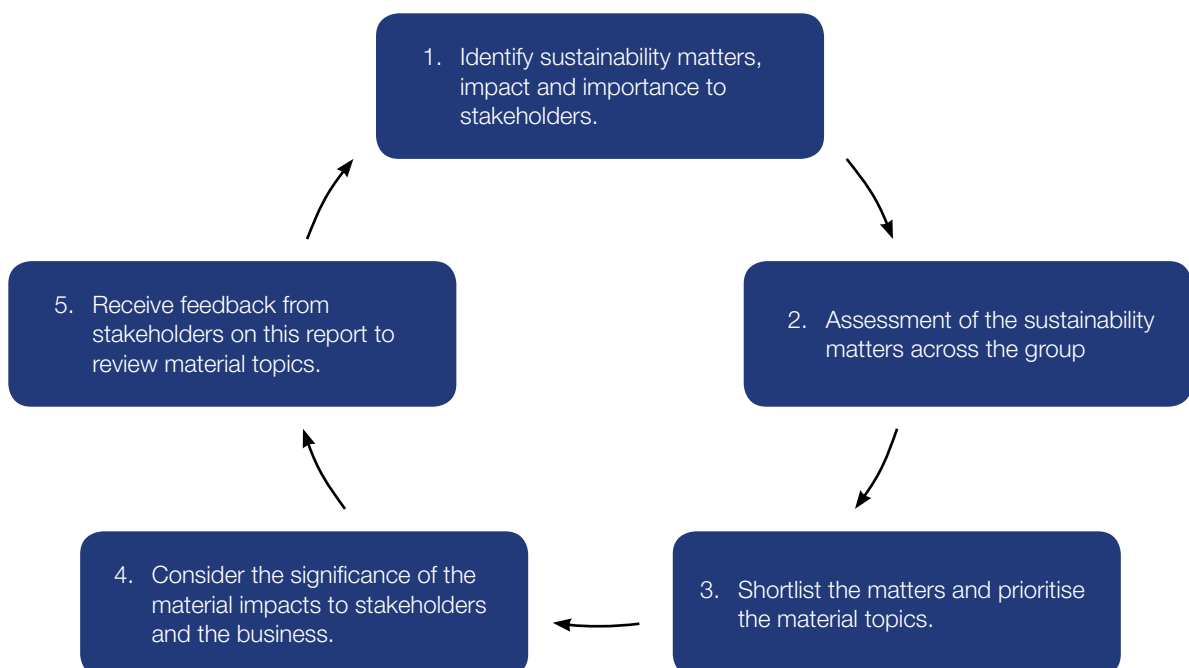 1. Identify sustainability matters,
impact and importance to
stakeholders.
2. Assessment of the sustainability
matters across the group
3. Shortlist the matters and prioritise
the material topics.
4. Consider the significance of the
material impacts to stakeholders
and the business.
5. Receive feedback from
stakeholders on this report to
review material topics.